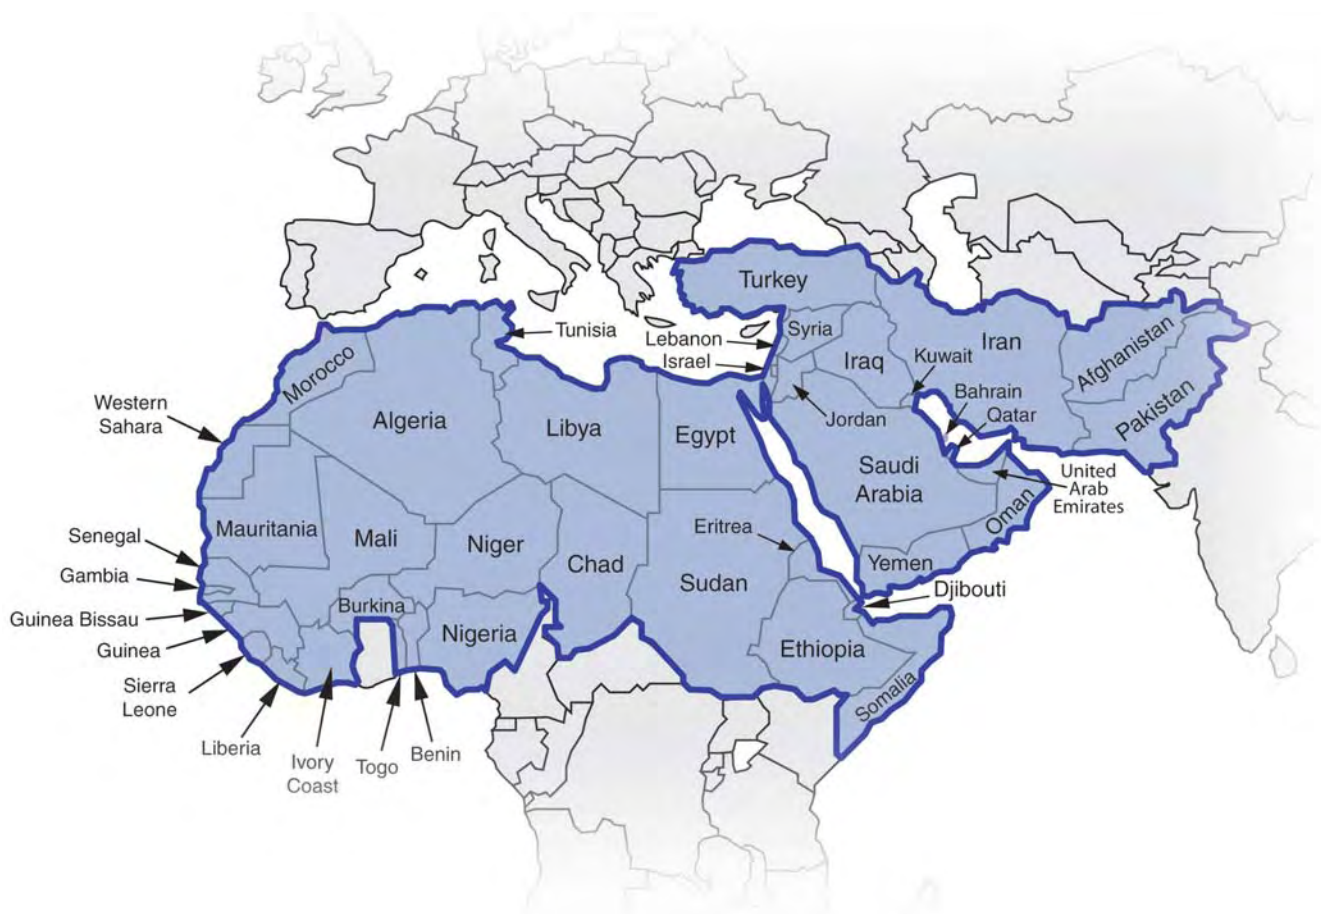 Turkey
Tunisia
Lebanon
Israel
Syria
Iraq
Iran
Kuwait
Afghanistan
Pakistan
Morocco
Algeria
Libya
Egypt
Jordan
Bahrain
Qatar
Western
Sahara
Saudi
Arabia
United
Arab
Emirates
Oman
Mauritania
Mali
Niger
Chad
Sudan
Eritrea
Yemen
Djibouti
Senegal
Gambia
Guinea Bissau
Guinea
Sierra
Leone
Liberia
Ivory
Coast
Togo
Benin
Burkina
Nigeria
Ethiopia
Somalia